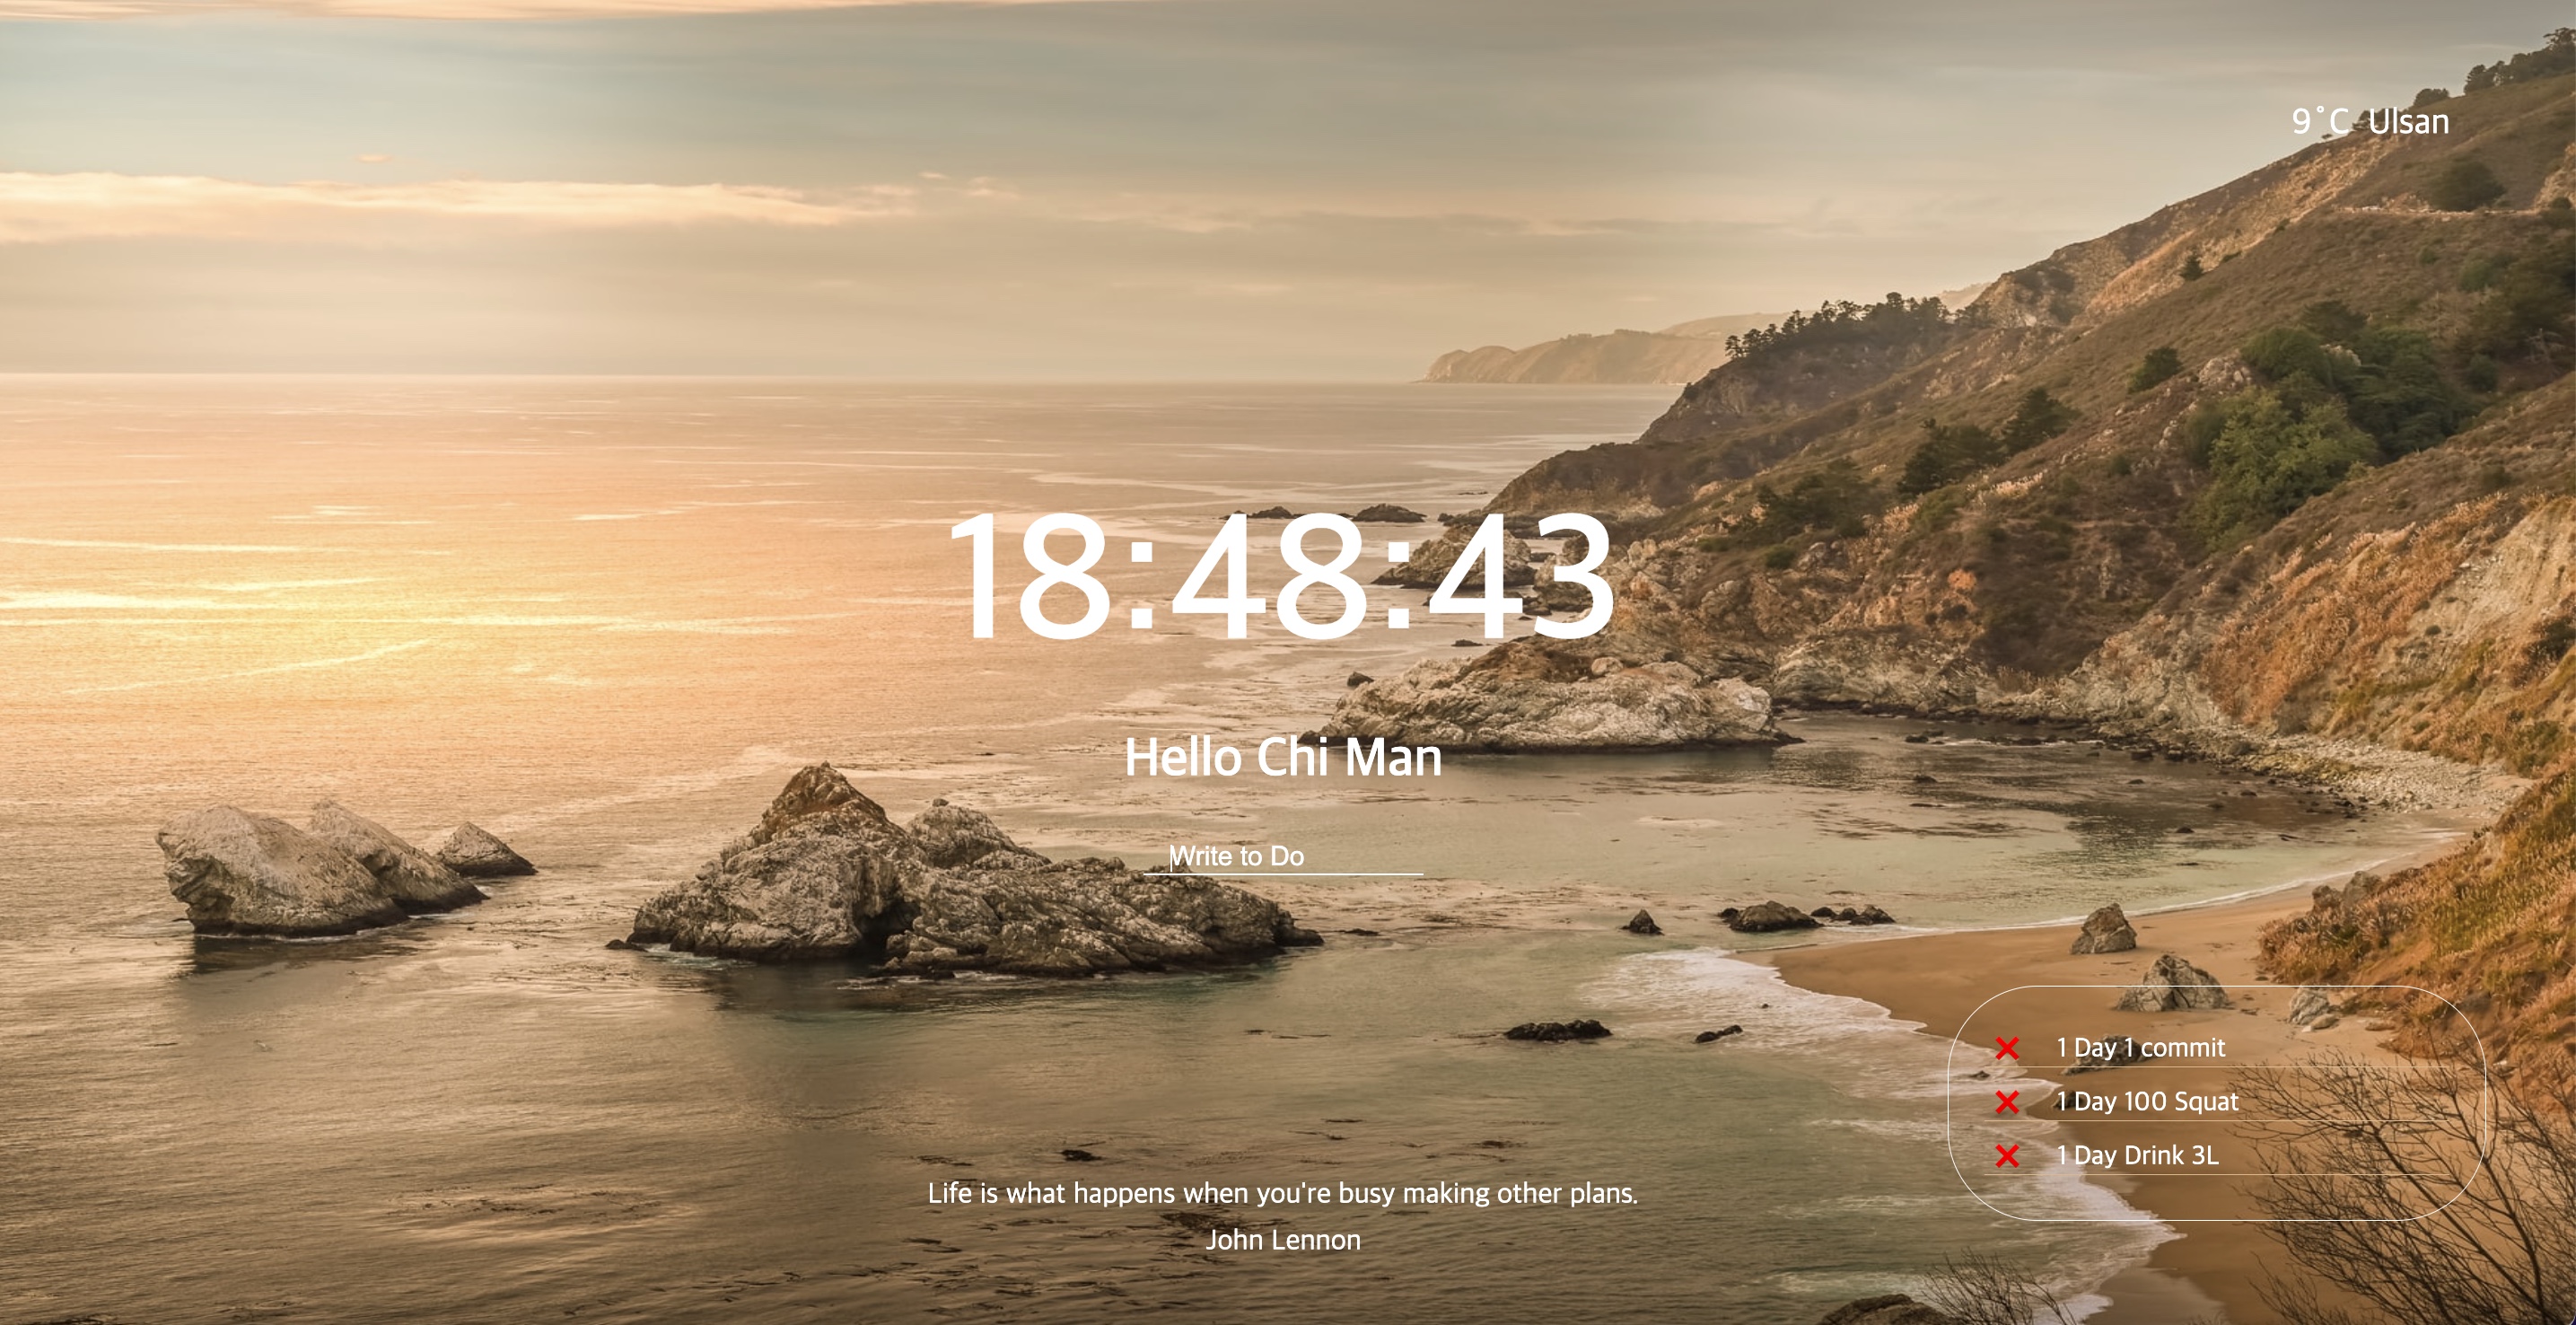 9°C Ulsan
18:48:43
Hello Chi Man
Write to Do
1 Day 1 commit
1 Day 100 Squat
1 Day Drink 3L
Life is what happens when you're busy making other plans.
John Lennon